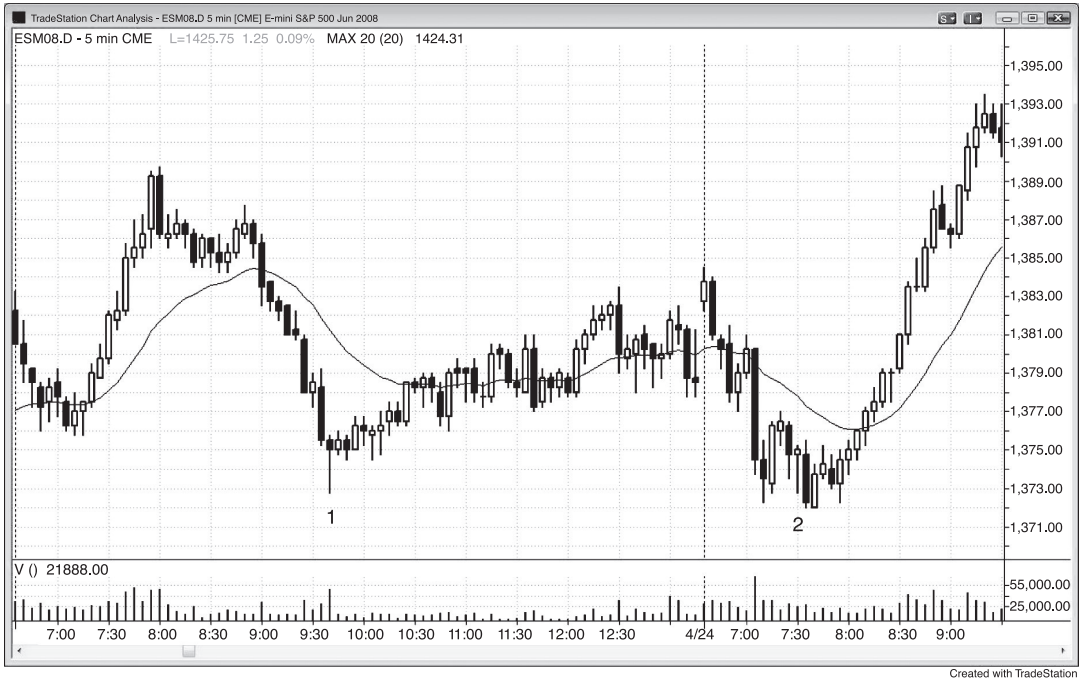 TradeStation Chart Analysis - ESM08.D 5 min [CME] E-mini S&P 500 Jun 2008
S I
ESM08.D - 5 min CME L=1425.75 1.25 0.09% MAX 20 (20) 1424.31
1,395.00
1,393.00
1,391.00
1,389.00
1,387.00
1,385.00
1,383.00
1,381.00
1,379.00
1,377.00
1,375.00
1,373.00
1,371.00
1
2
V () 21888.00
55,000.00
25,000.00
7:00 7:30 8:00 8:30 9:00 9:30 10:00 10:30 11:00 11:30 12:00 12:30 4/24 7:00 7:30 8:00 8:30 9:00
Created with TradeStation